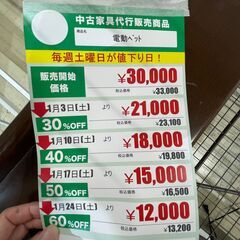 中古家具代行販売商品
商品名
電動ベット
毎週土曜日が値下り日!
販売開始
価格
¥30,000
税込価格
¥33,000
1月3日(土)
より
30%OFF
¥21,000
税込価格
¥23,100
1月10日(土)
より
40%OFF
¥18,000
税込価格
¥19,800
1月17日(土)
より
50%OFF
¥15,000
税込価格
¥16,500
1月24日(土)
より
60%OFF
¥12,000
税込価格
¥13,200